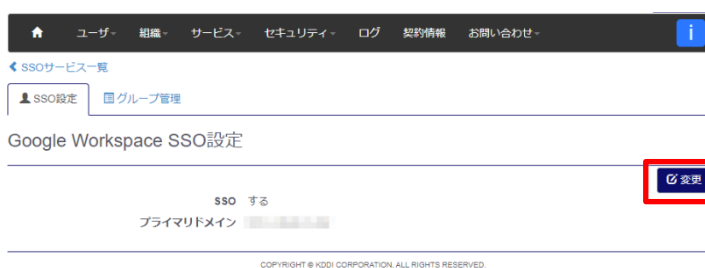 ユーザ 組織 サービス セキュリティ ログ 契約情報 お問い合わせ i
SSOサービス一覧
SSO設定 グループ管理
Google Workspace SSO設定
変更
SSO する
プライマリドメイン
COPYRIGHT © KDDI CORPORATION. ALL RIGHTS RESERVED.